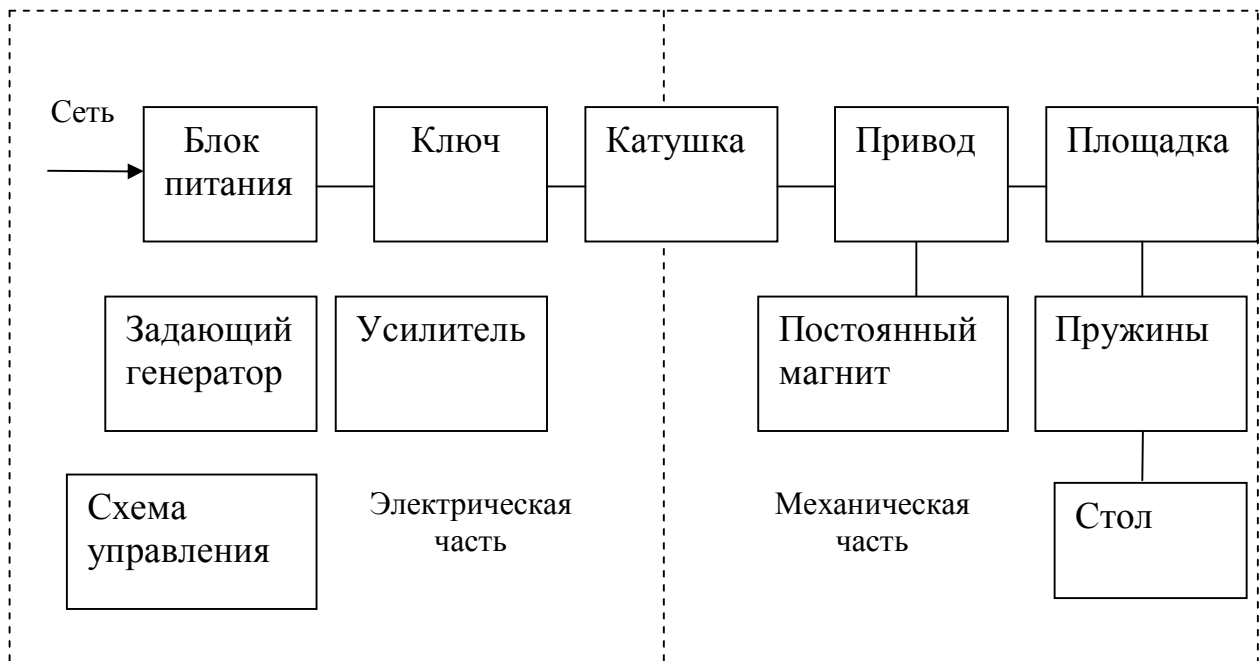 Сеть
Блок
питания
Ключ
Катушка
Привод
Площадка
Задающий
генератор
Усилитель
Постоянный
магнит
Пружины
Схема
управления
Электрическая
часть
Механическая
часть
Стол